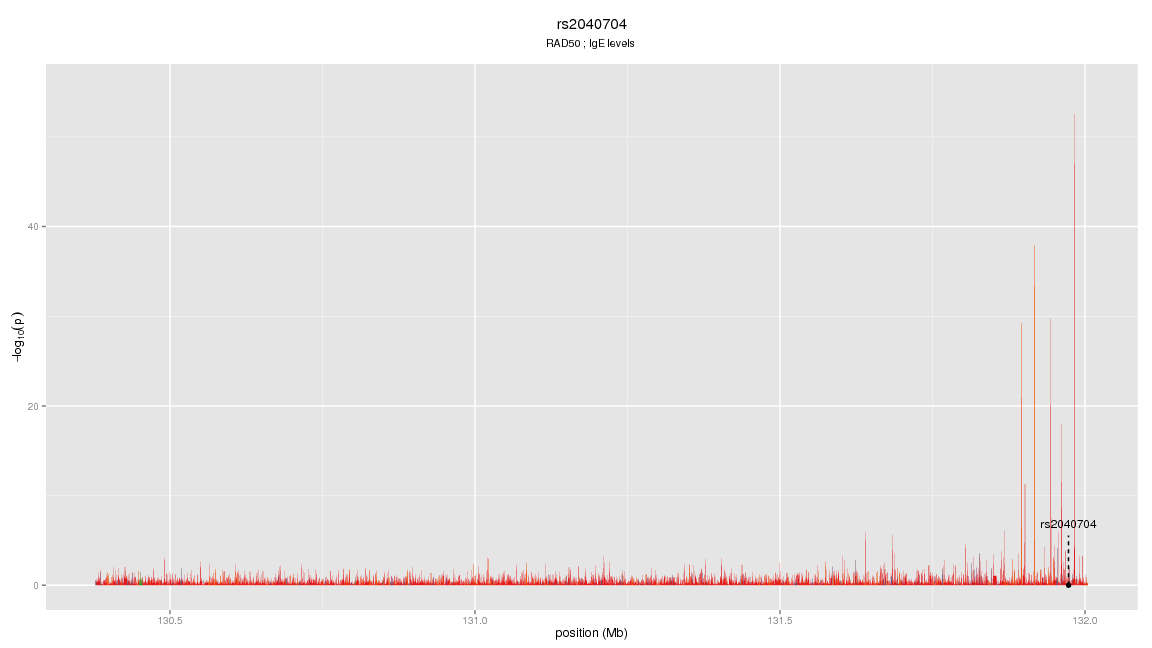 rs2040704
RAD50 ; IgE levels
−log10(p)
40
20
0
rs2040704
130.5
131.0
131.5
132.0
position (Mb)